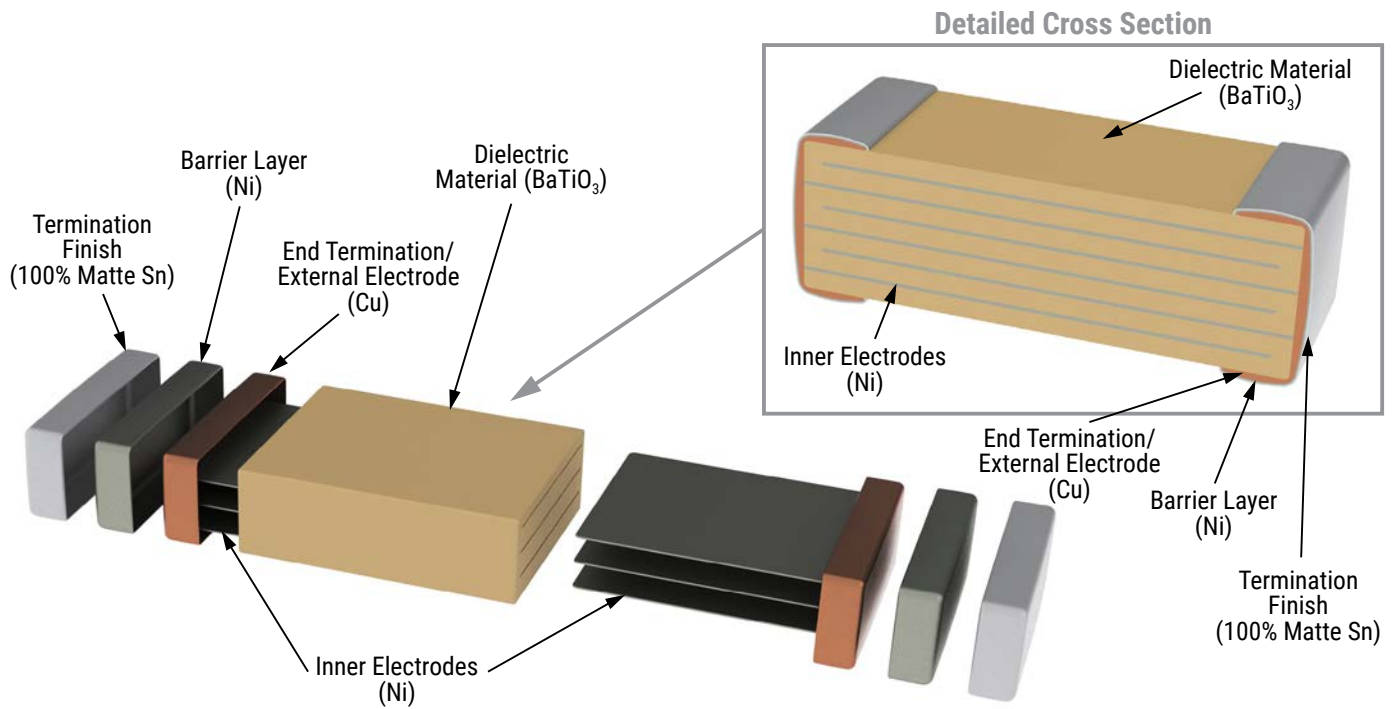 Detailed Cross Section
Dielectric Material
(BaTiO₃)
Inner Electrodes
(Ni)
End Termination/
External Electrode
(Cu)
Barrier Layer
(Ni)
Termination
Finish
(100% Matte Sn)
Termination
Finish
(100% Matte Sn)
Barrier Layer
(Ni)
End Termination/
External Electrode
(Cu)
Dielectric
Material (BaTiO₃)
Inner Electrodes
(Ni)